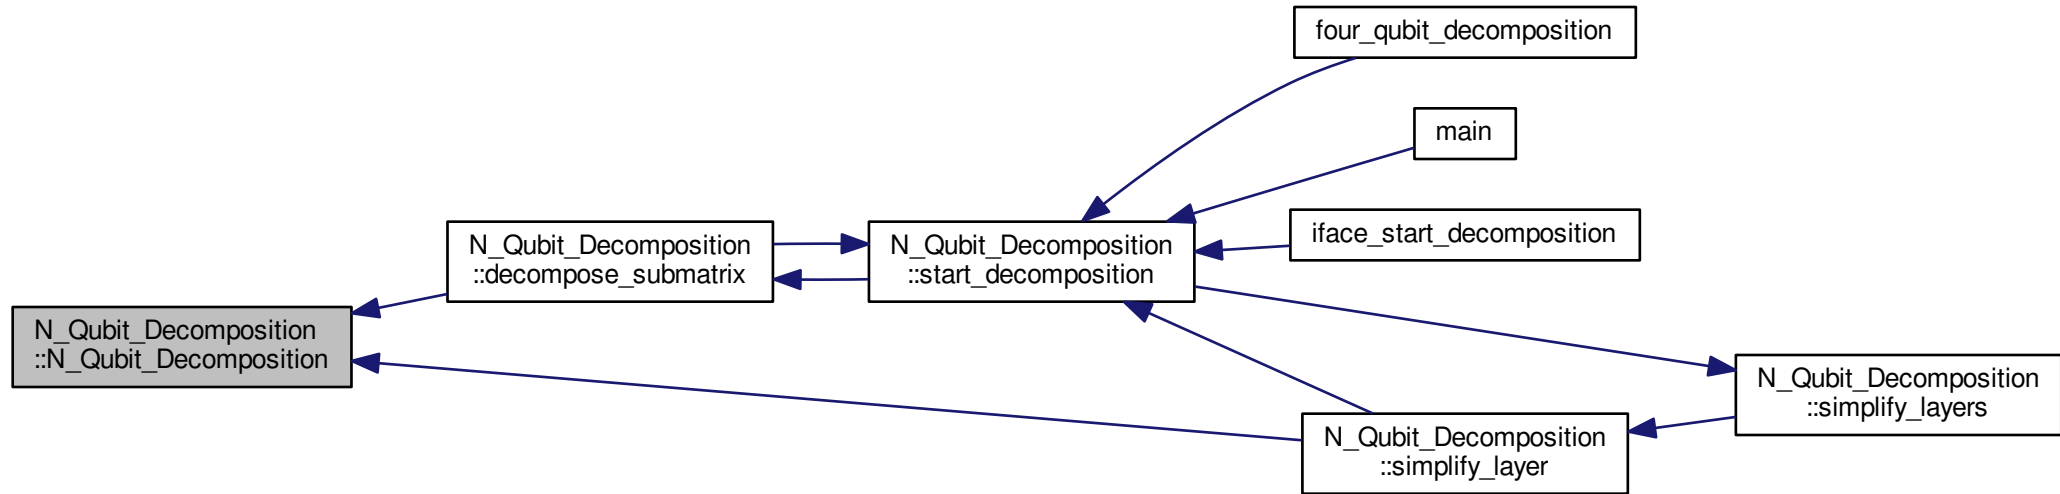 four_qubit_decomposition
main
N_Qubit_Decomposition
::decompose_submatrix
N_Qubit_Decomposition
::start_decomposition
iface_start_decomposition
N_Qubit_Decomposition
::N_Qubit_Decomposition
N_Qubit_Decomposition
::simplify_layers
N_Qubit_Decomposition
::simplify_layer